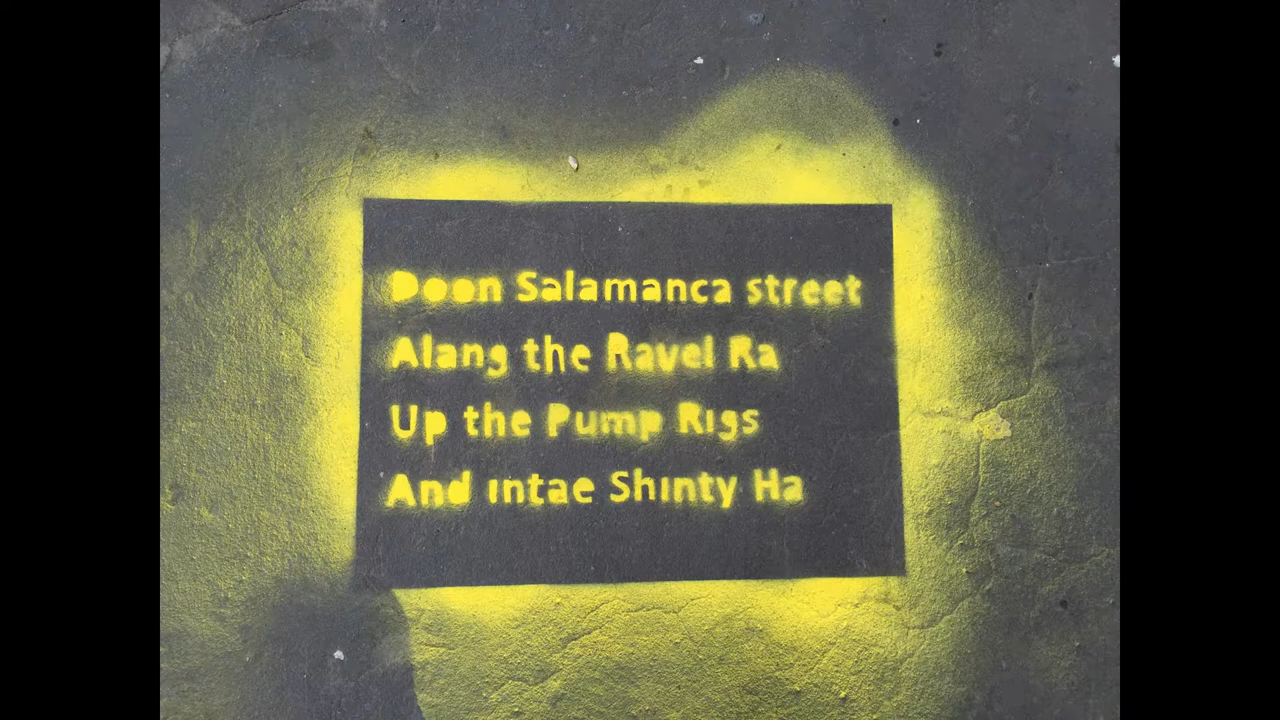 Doon Salamanca street
Alang the Ravel Ra
Up the Pump Rigs
And intae Shinty Ha